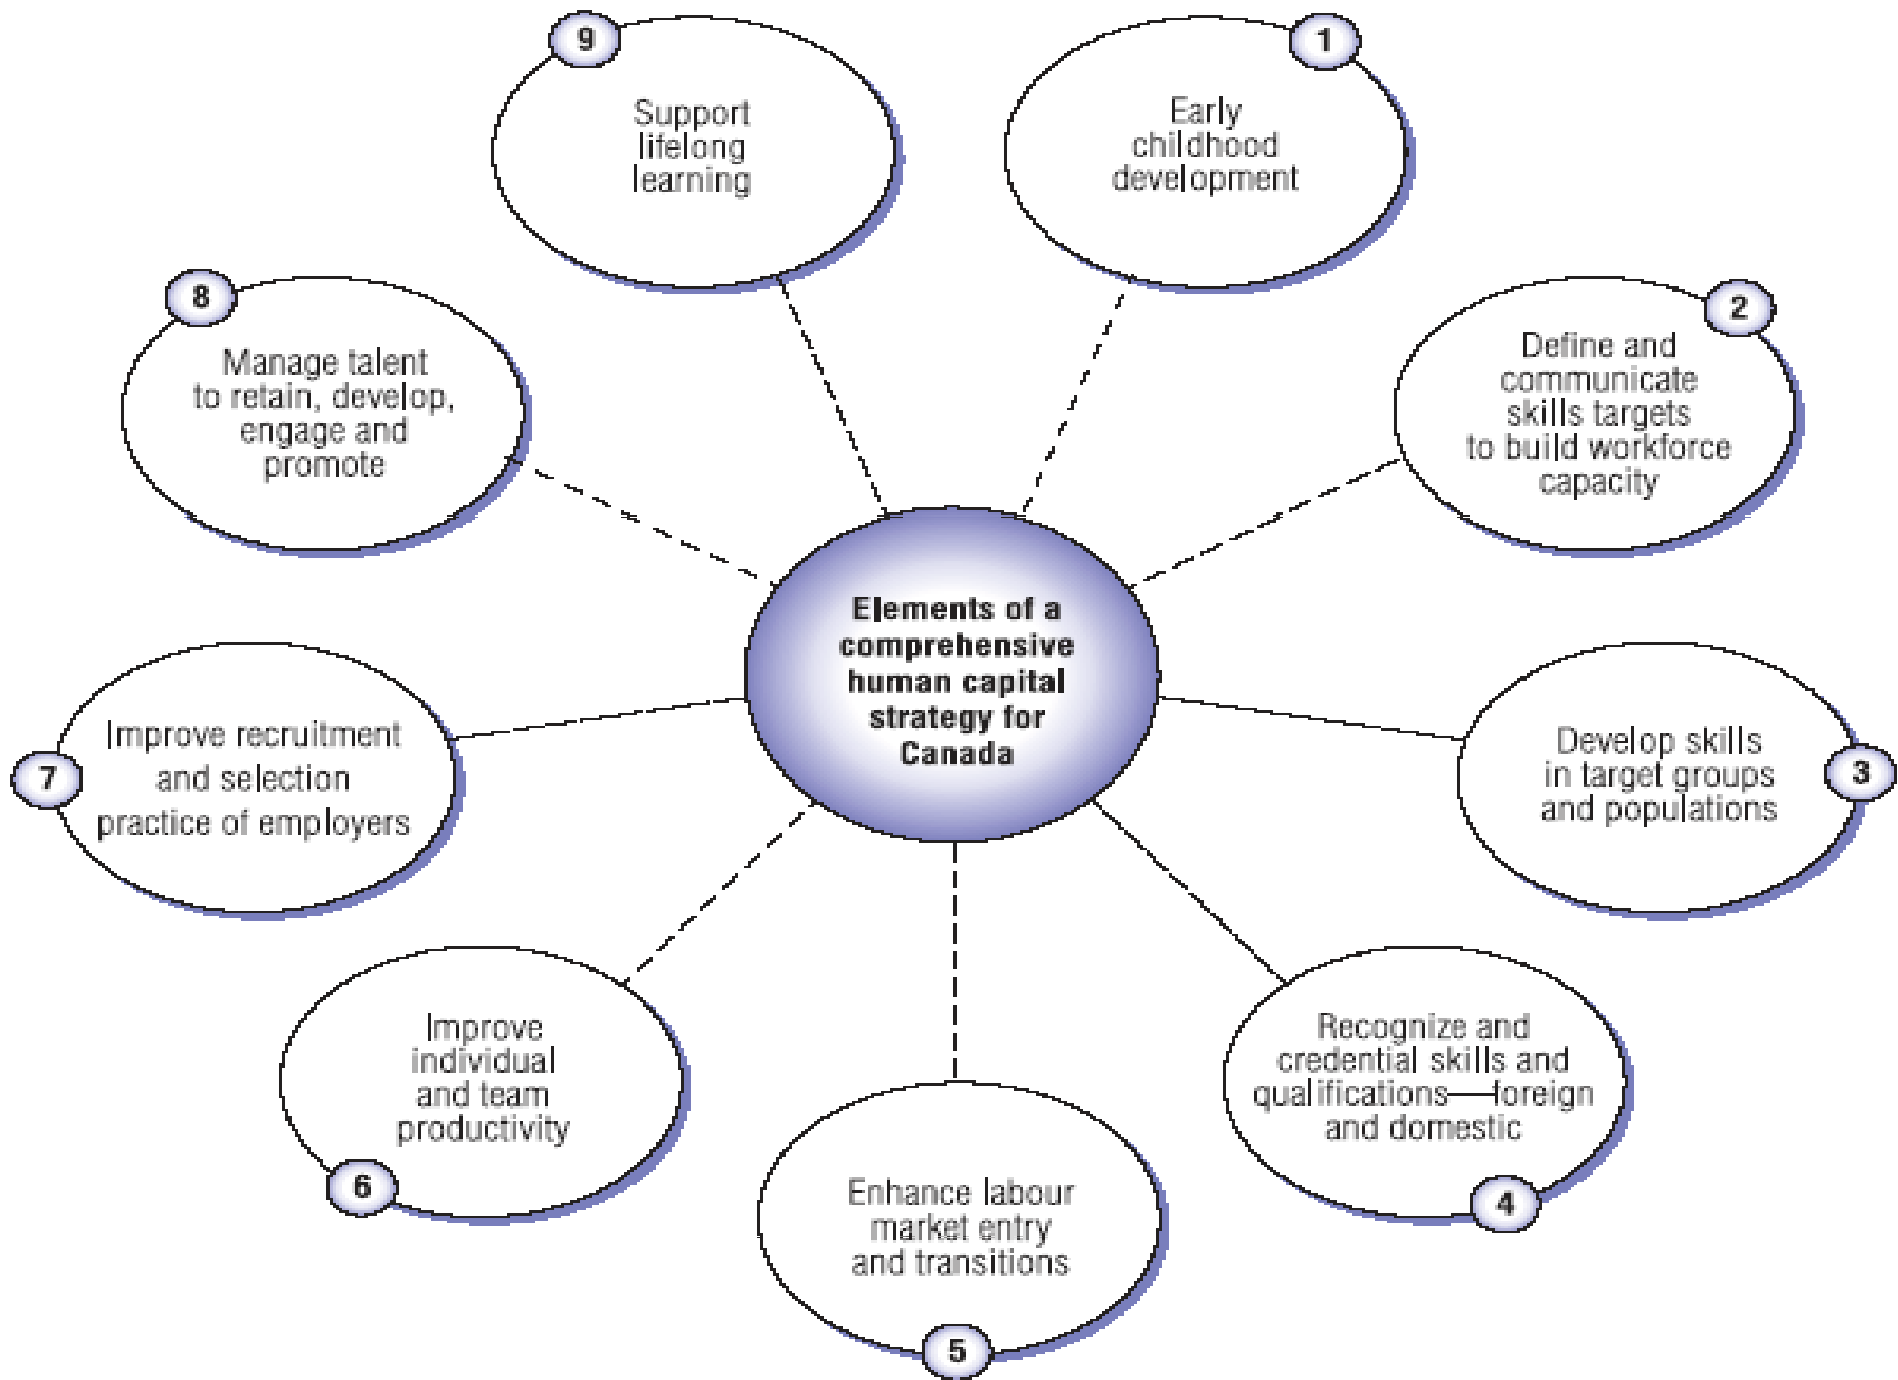 9
Support
lifelong
learning
1
Early
childhood
development
8
Manage talent
to retain, develop,
engage and
promote
2
Define and
communicate
skills targets
to build workforce
capacity
Elements of a
comprehensive
human capital
strategy for
Canada
7
Improve recruitment
and selection
practice of employers
3
Develop skills
in target groups
and populations
6
Improve
individual
and team
productivity
4
Recognize and
credential skills and
qualifications—foreign
and domestic
5
Enhance labour
market entry
and transitions